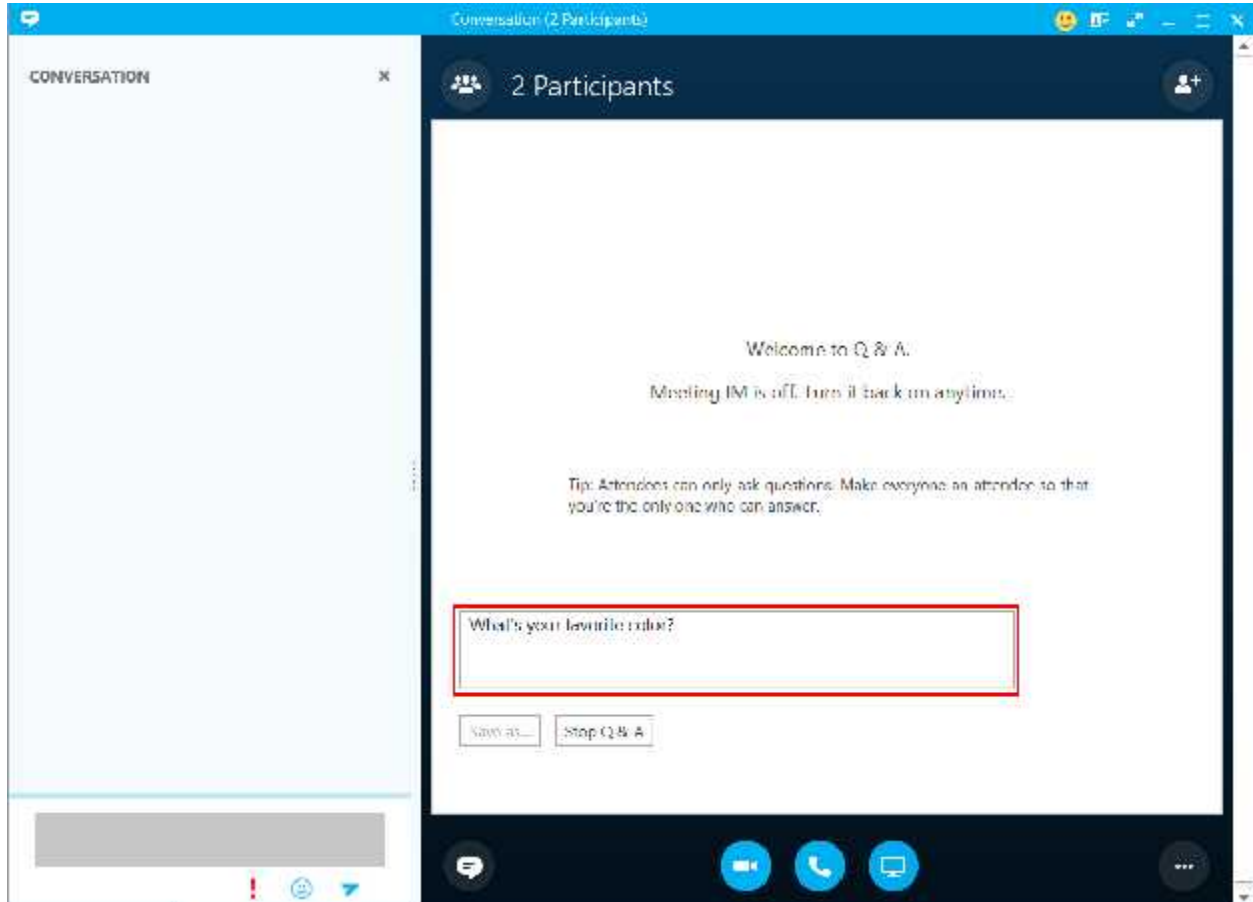 Conversation (2 Participants)
CONVERSATION
2 Participants
Welcome to Q & A.
Meeting IM is off. Turn it back on anytime.
Tip: Attendees can only ask questions. Make everyone an attendee so that
you're the only one who can answer.
What's your favorite color?
Save as...
Stop Q & A